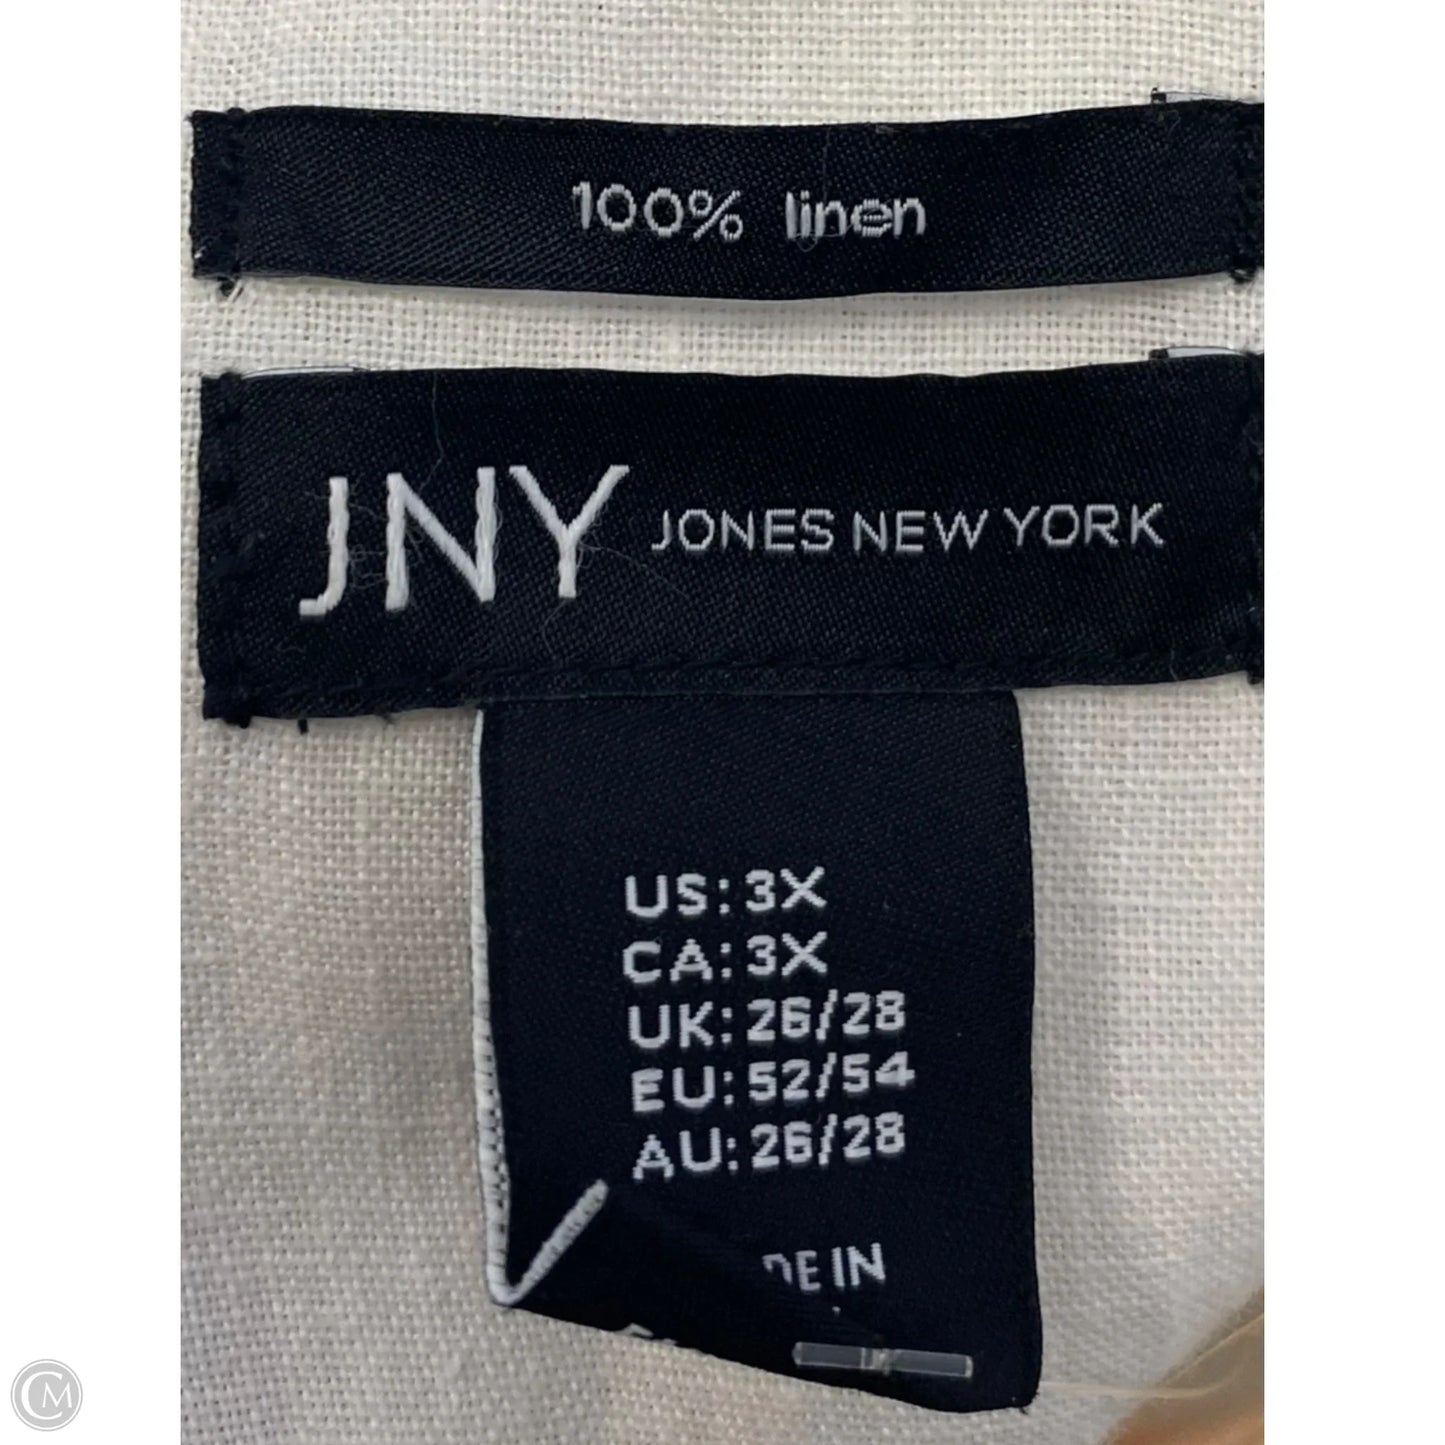 100% linen
JNY JONES NEW YORK
US: 3X
CA: 3X
UK: 26/28
EU: 52/54
AU: 26/28
DE IN
CM